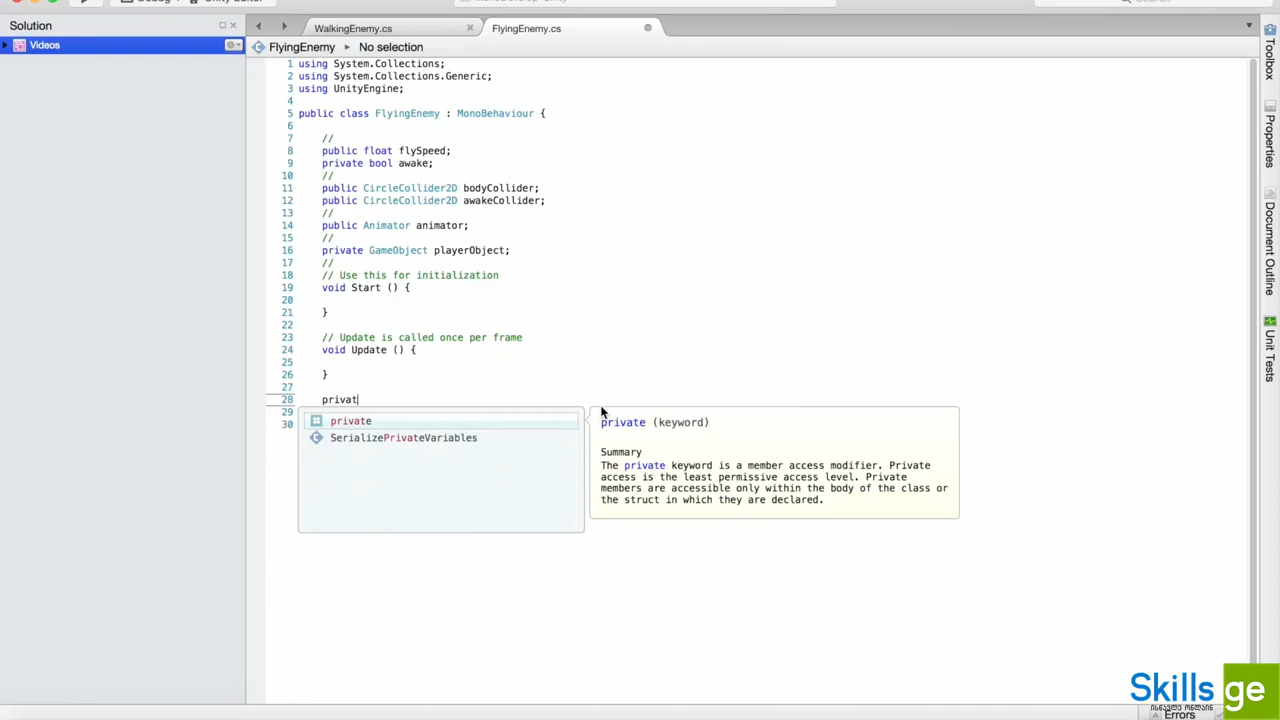 Solution
WalkingEnemy.cs
FlyingEnemy.cs
Videos
FlyingEnemy ▸ No selection
1 using System.Collections;
2 using System.Collections.Generic;
3 using UnityEngine;
4
5 public class FlyingEnemy : MonoBehaviour {
6
7 //
8 public float flySpeed;
9 private bool awake;
10 //
11 public CircleCollider2D bodyCollider;
12 public CircleCollider2D awakeCollider;
13 //
14 public Animator animator;
15 //
16 private GameObject playerObject;
17 //
18 // Use this for initialization
19 void Start () {
20
21 }
22
23 // Update is called once per frame
24 void Update () {
25
26 }
27
28 privat
29
30
private
SerializePrivateVariables
private (keyword)
Summary
The private keyword is a member access modifier. Private
access is the least permissive access level. Private
members are accessible only within the body of the class or
the struct in which they are declared.
Toolbox
Properties
Document Outline
Unit Tests
Skills ge
ისწავლე ონლაინ
Errors